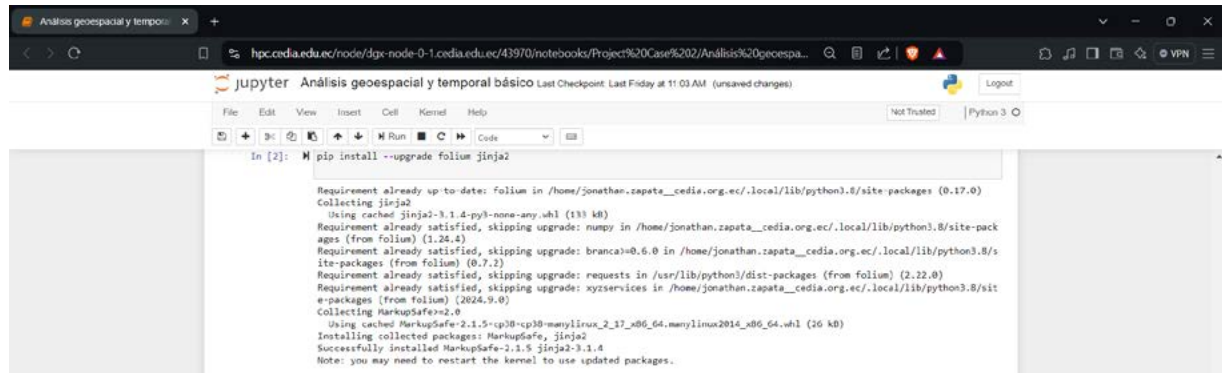 Análisis geoespacial y tempora
hpc.cedia.edu.ec/node/dgx-node-0-1.cedia.edu.ec/43970/notebooks/Project%20Case%202/Análisis%20geoespa...
VPN
jupyter Análisis geoespacial y temporal básico Last Checkpoint: Last Friday at 11:03 AM (unsaved changes)
Logout
File Edit View Insert Cell Kernel Help
Not Trusted
Python 3
Run
Code
In [2]: pip install --upgrade folium jinja2
Requirement already up-to-date: folium in /home/jonathan.zapata__cedia.org.ec/.local/lib/python3.8/site-packages (0.17.0)
Collecting jinja2
Using cached jinja2-3.1.4-py3-none-any.whl (133 kB)
Requirement already satisfied, skipping upgrade: numpy in /home/jonathan.zapata__cedia.org.ec/.local/lib/python3.8/site-pack
ages (from folium) (1.24.4)
Requirement already satisfied, skipping upgrade: branca>=0.6.0 in /home/jonathan.zapata__cedia.org.ec/.local/lib/python3.8/s
ite-packages (from folium) (0.7.2)
Requirement already satisfied, skipping upgrade: requests in /usr/lib/python3/dist-packages (from folium) (2.22.0)
Requirement already satisfied, skipping upgrade: xyzservices in /home/jonathan.zapata__cedia.org.ec/.local/lib/python3.8/sit
e-packages (from folium) (2024.9.0)
Collecting MarkupSafe>=2.0
Using cached MarkupSafe-2.1.5-cp38-cp38-manylinux_2_17_x86_64.manylinux2014_x86_64.whl (26 kB)
Installing collected packages: MarkupSafe, jinja2
Successfully installed MarkupSafe-2.1.5 jinja2-3.1.4
Note: you may need to restart the kernel to use updated packages.